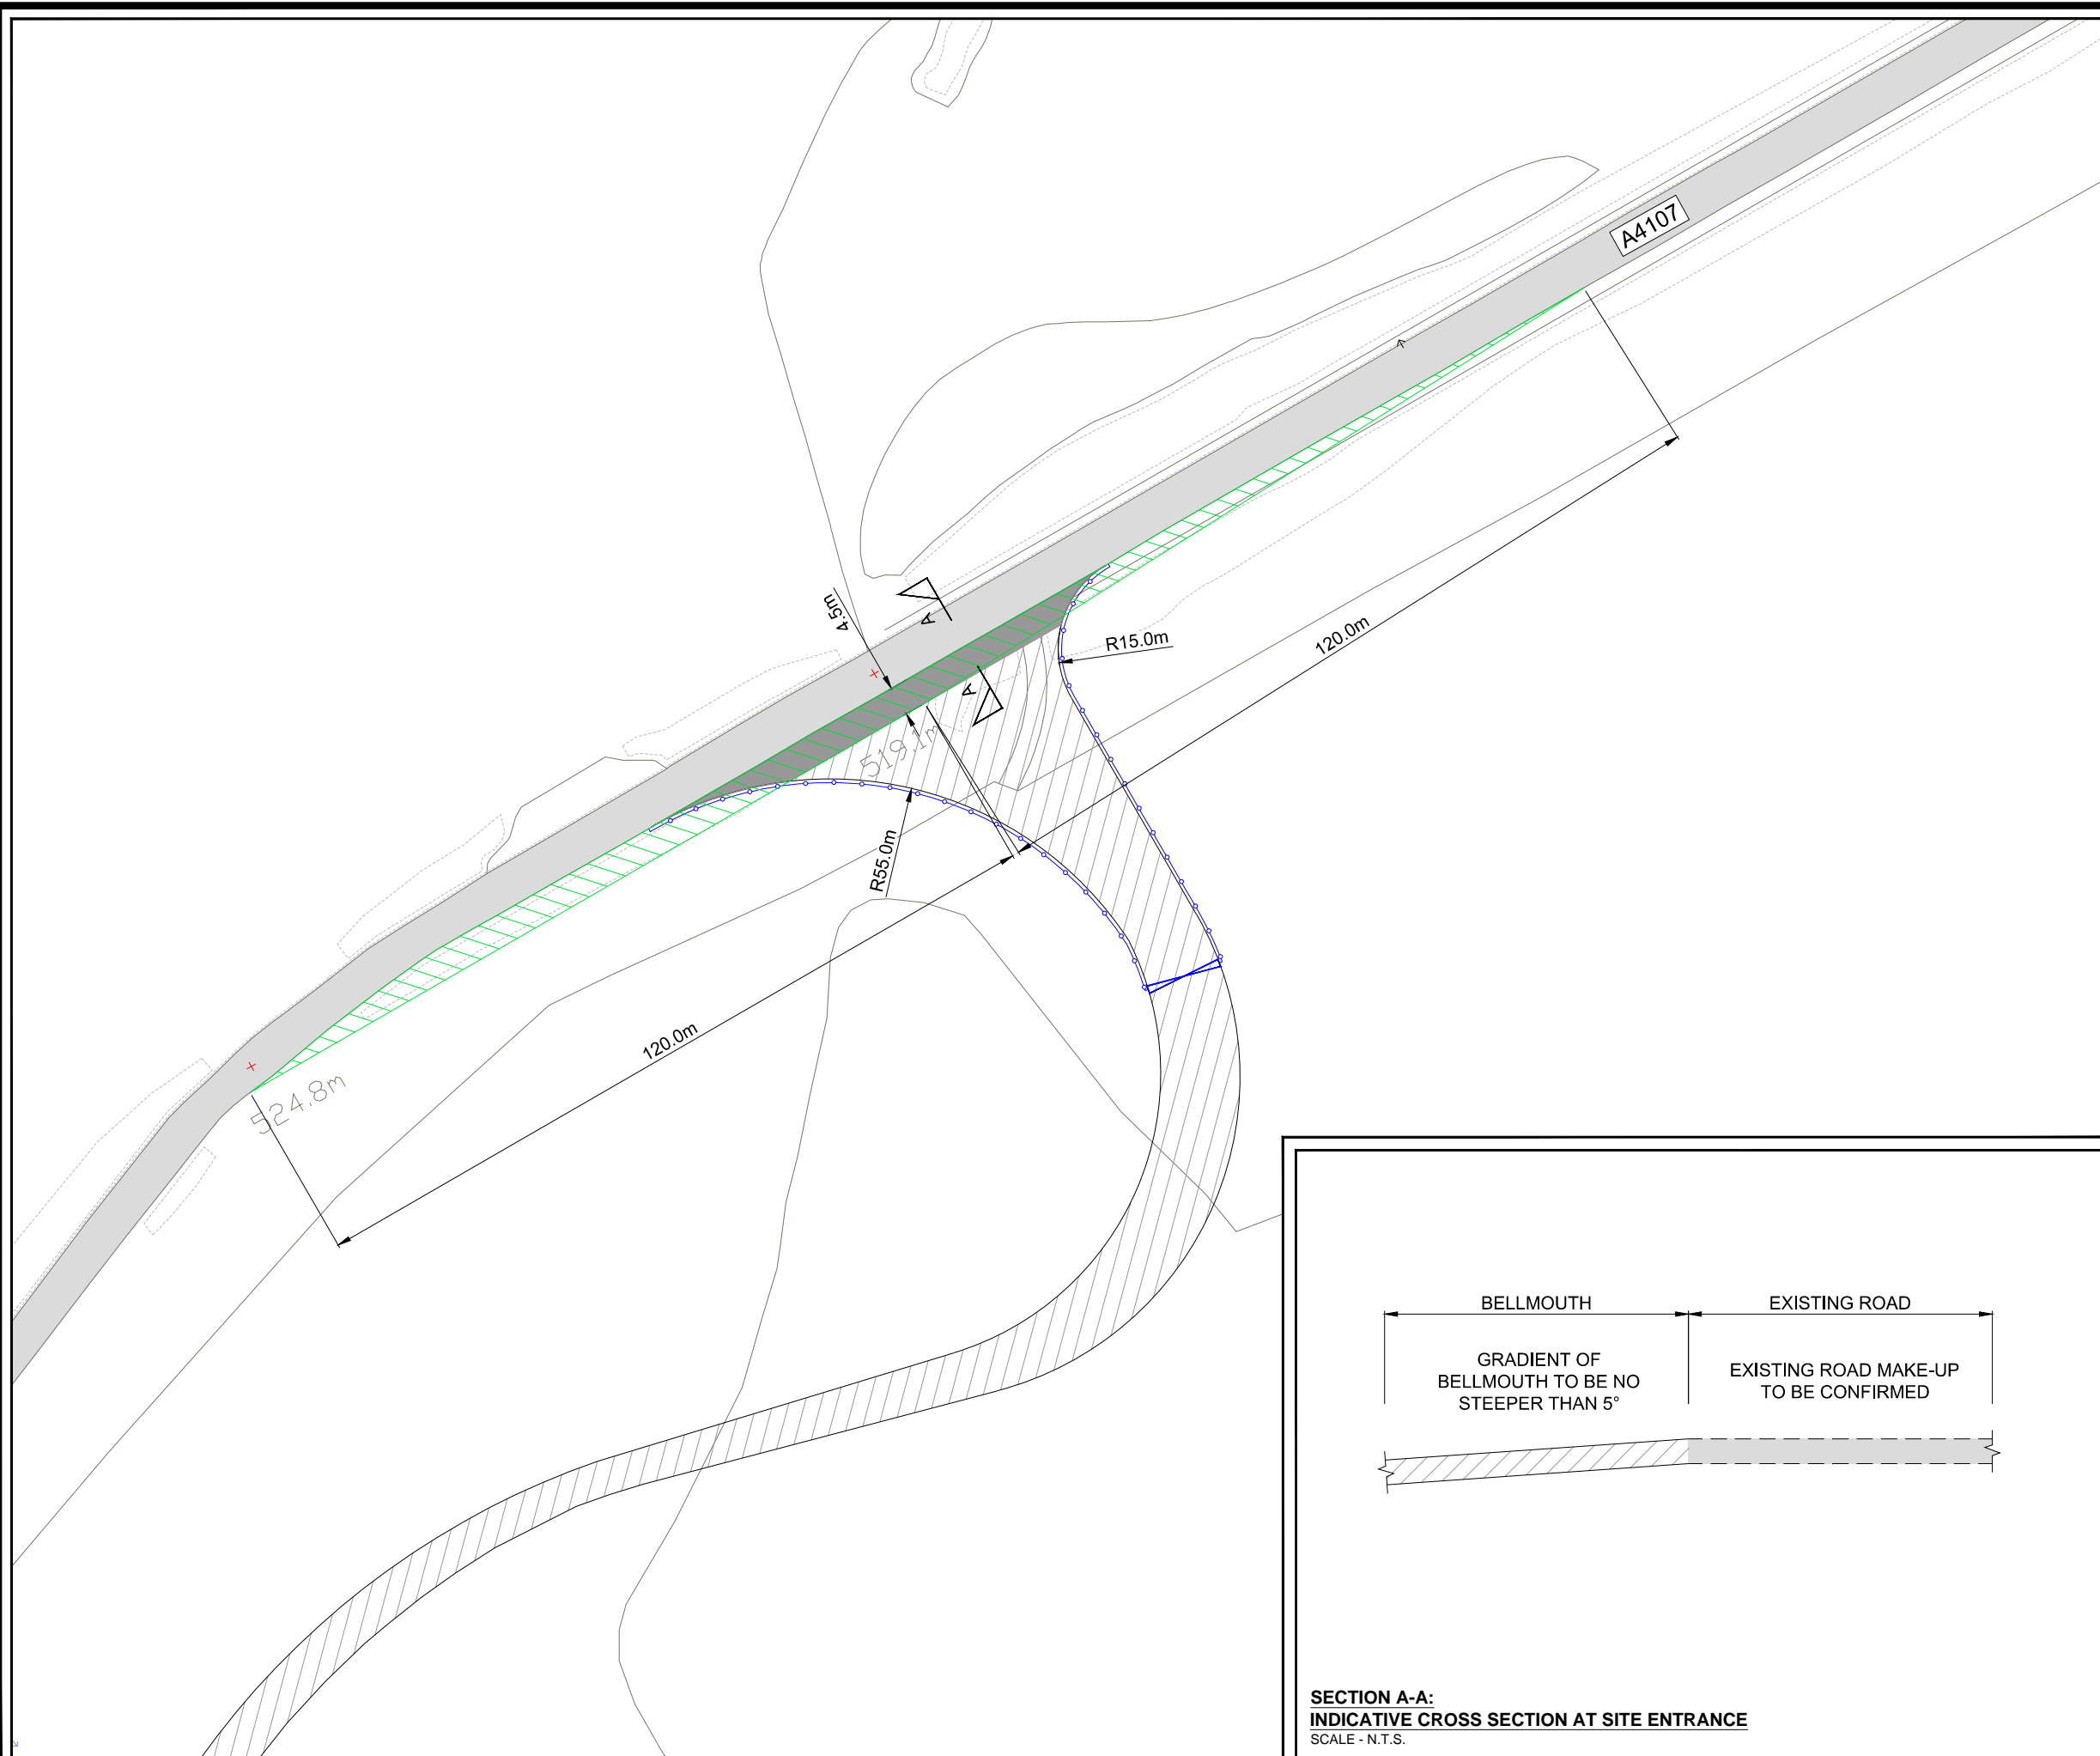 A4107
4.5m
A
R15.0m
120.0m
A
519.1m
R55.0m
120.0m
524.8m
BELLMOUTH
EXISTING ROAD
GRADIENT OF
BELLMOUTH TO BE NO
STEEPER THAN 5°
EXISTING ROAD MAKE-UP
TO BE CONFIRMED
SECTION A-A:
INDICATIVE CROSS SECTION AT SITE ENTRANCE
SCALE - N.T.S.